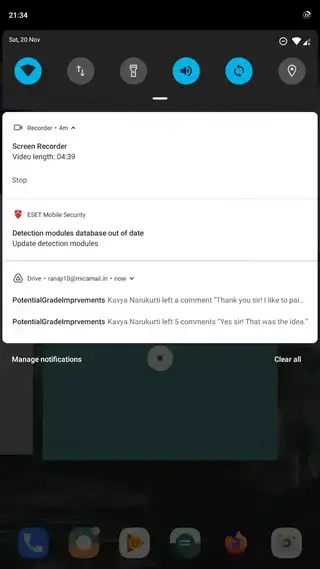 21:34
Sat, 20 Nov
Recorder • 4m
Screen Recorder
Video length: 04:39
Stop
ESET Mobile Security
Detection modules database out of date
Update detection modules
Drive • ranap10@micamail.in • now
PotentialGradeImprvements Kavya Narukurti left a comment “Thank you sir! I like to pai...
PotentialGradeImprvements Kavya Narukurti left 5 comments “Yes sir! That was the idea.”
Manage notifications
Clear all